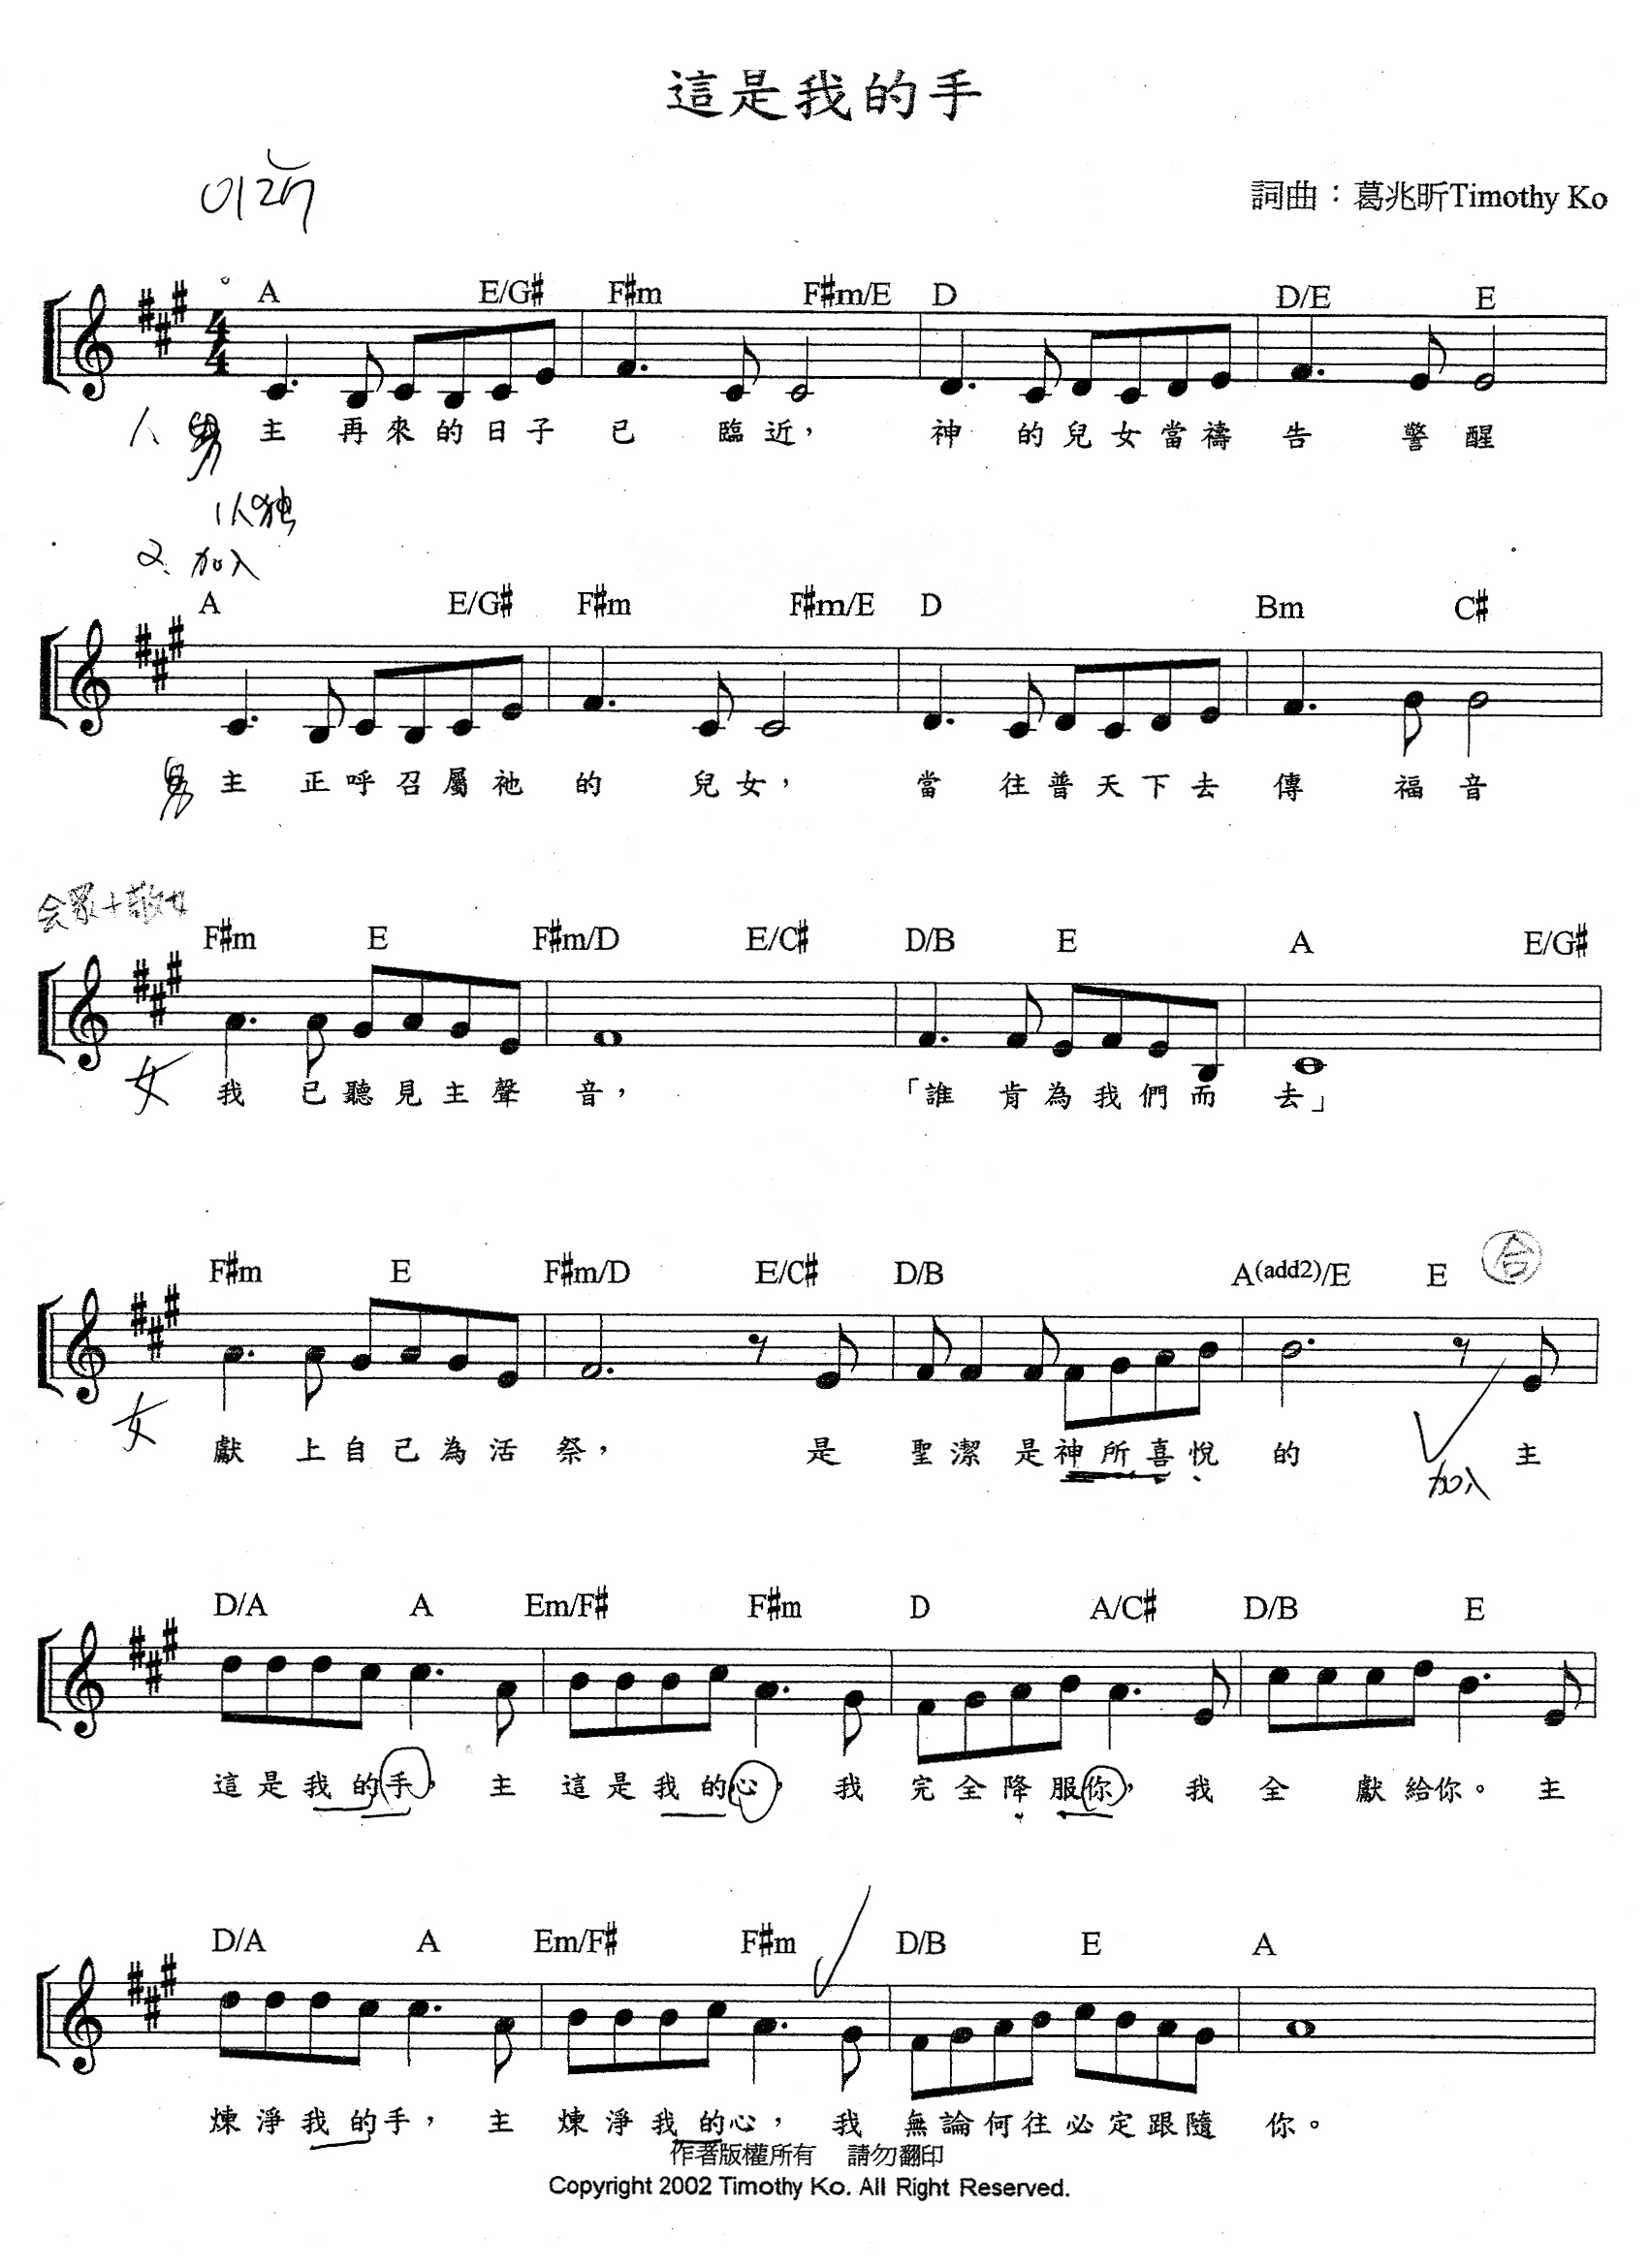 這是我的手
詞曲：葛兆昕Timothy Ko
A E/G# F#m F#m/E D D/E E
4/4
人 男 主再來的日子已臨近，神的兒女當禱告警醒
1人独
2. 加入
A E/G# F#m F#m/E D Bm C#
男 主正呼召屬祂的兒女，當往普天下去傳福音
会眾+敬女
F#m E F#m/D E/C# D/B E A E/G#
女 我已聽見主聲音，「誰肯為我們而去」
合
F#m E F#m/D E/C# D/B A(add2)/E E
女 獻上自己為活祭，是聖潔是神所喜悅的 主
加入
D/A A Em/F# F#m D A/C# D/B E
這是我的手，主這是我的心，我完全降服你，我全獻給你。主
D/A A Em/F# F#m D/B E A
煉淨我的手，主煉淨我的心，我無論何往必定跟隨你。
作者版權所有 請勿翻印
Copyright 2002 Timothy Ko. All Right Reserved.